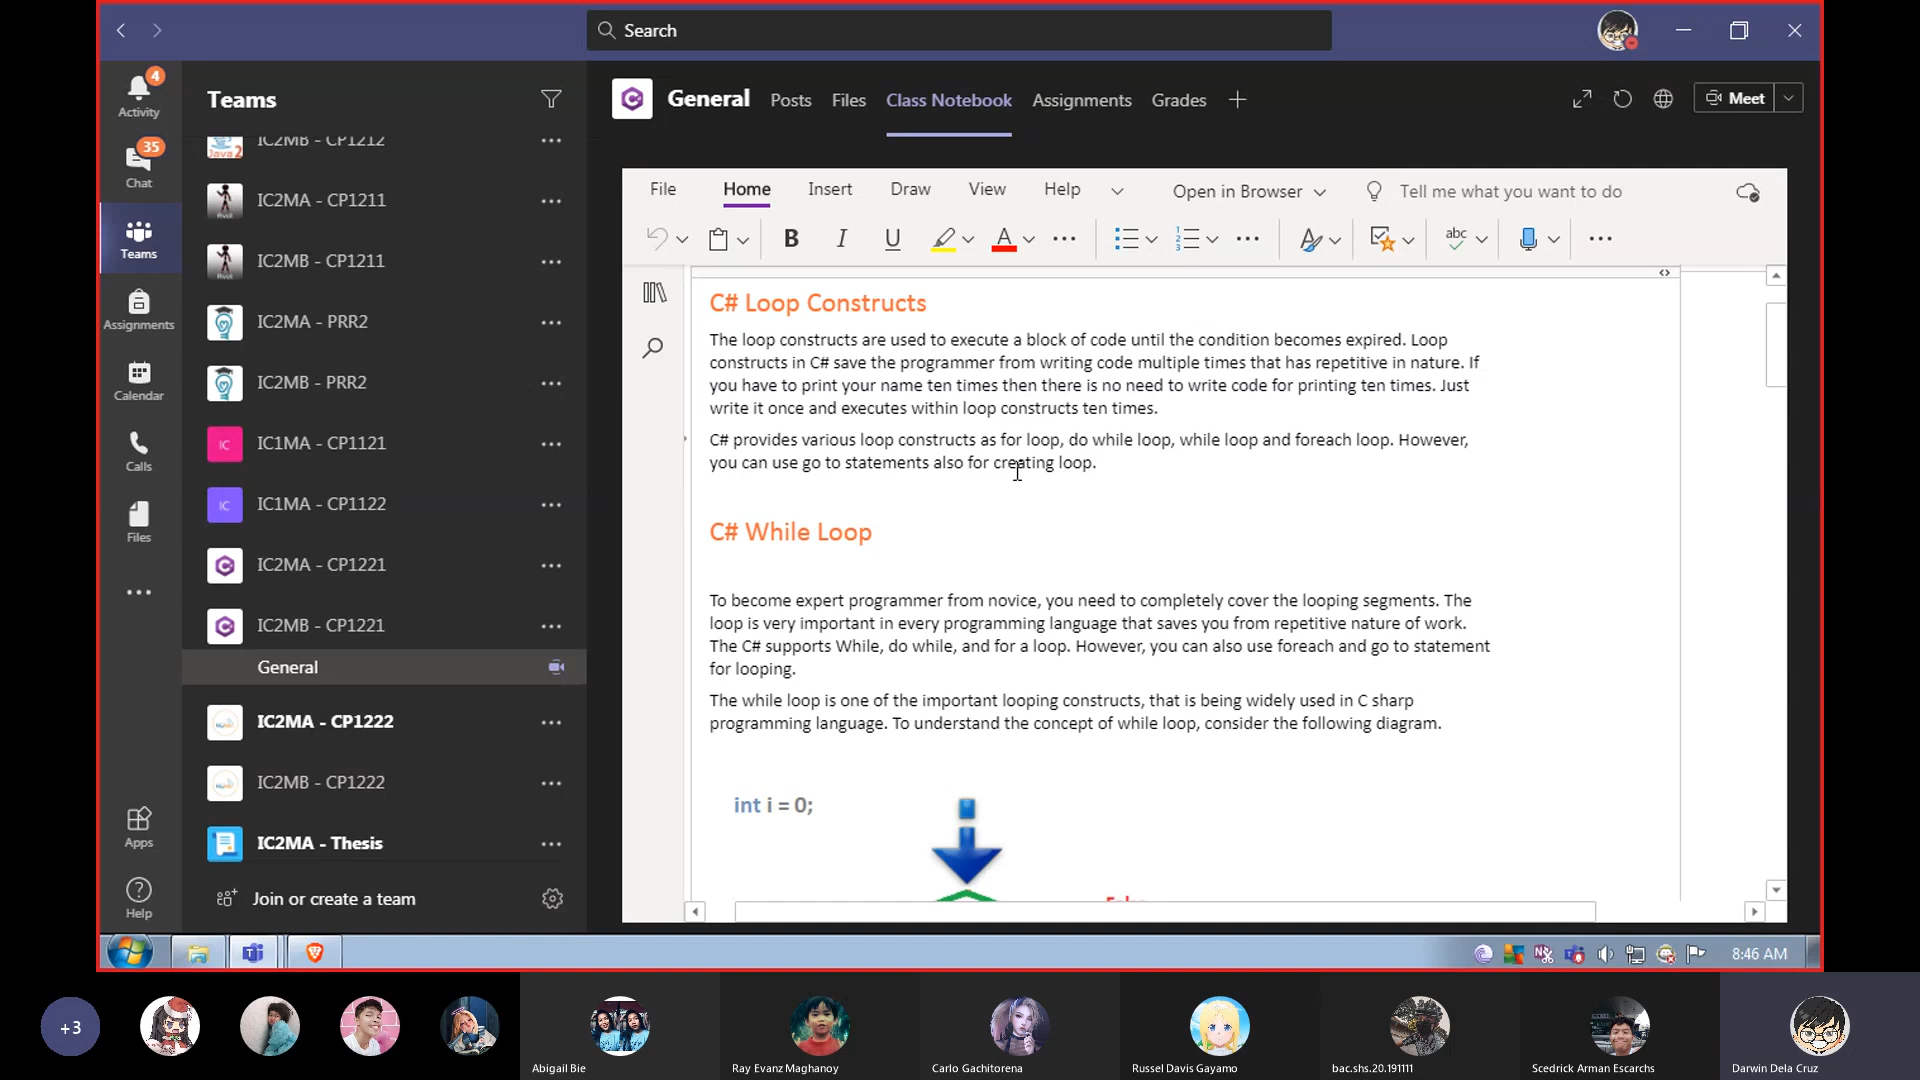 Search
4
Activity
35
Chat
Teams
Assignments
Calendar
Calls
Files
Apps
Help
Teams
IC2MB - CP1212
IC2MA - CP1211
IC2MB - CP1211
IC2MA - PRR2
IC2MB - PRR2
IC IC1MA - CP1121
IC IC1MA - CP1122
IC2MA - CP1221
IC2MB - CP1221
General
IC2MA - CP1222
IC2MB - CP1222
IC2MA - Thesis
Join or create a team
General Posts Files Class Notebook Assignments Grades Meet
File Home Insert Draw View Help Open in Browser Tell me what you want to do
B I U A abc
C# Loop Constructs
The loop constructs are used to execute a block of code until the condition becomes expired. Loop
constructs in C# save the programmer from writing code multiple times that has repetitive in nature. If
you have to print your name ten times then there is no need to write code for printing ten times. Just
write it once and executes within loop constructs ten times.
C# provides various loop constructs as for loop, do while loop, while loop and foreach loop. However,
you can use go to statements also for creating loop.
C# While Loop
To become expert programmer from novice, you need to completely cover the looping segments. The
loop is very important in every programming language that saves you from repetitive nature of work.
The C# supports While, do while, and for a loop. However, you can also use foreach and go to statement
for looping.
The while loop is one of the important looping constructs, that is being widely used in C sharp
programming language. To understand the concept of while loop, consider the following diagram.
int i = 0;
8:46 AM
+3
Abigail Bie
Ray Evanz Maghanoy
Carlo Gachitorena
Russel Davis Gayamo
bac.shs.20.191111
Scedrick Arman Escarchs
Darwin Dela Cruz